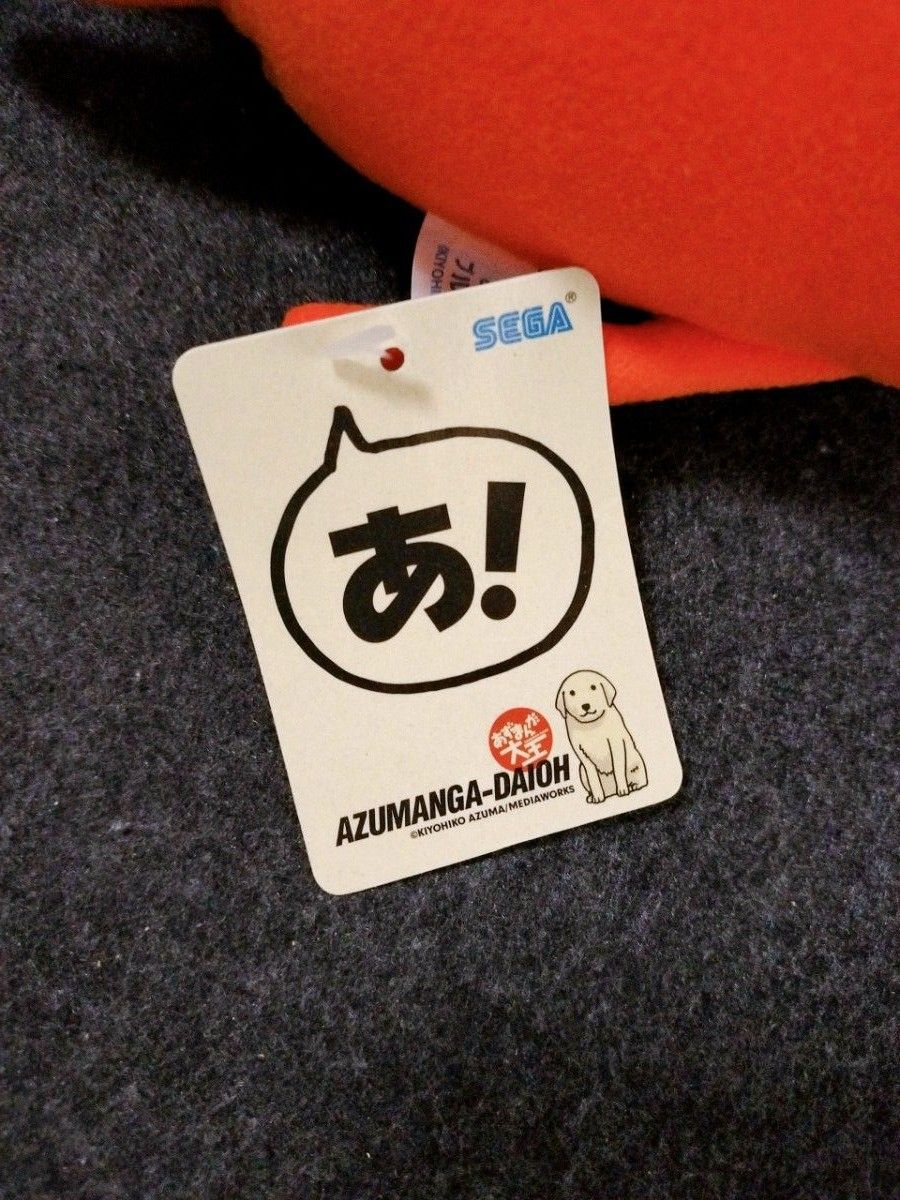 SEGA®
あ!
あずまんが
大王
AZUMANGA-DAIOH
©KIYOHIKO AZUMA/MEDIAWORKS